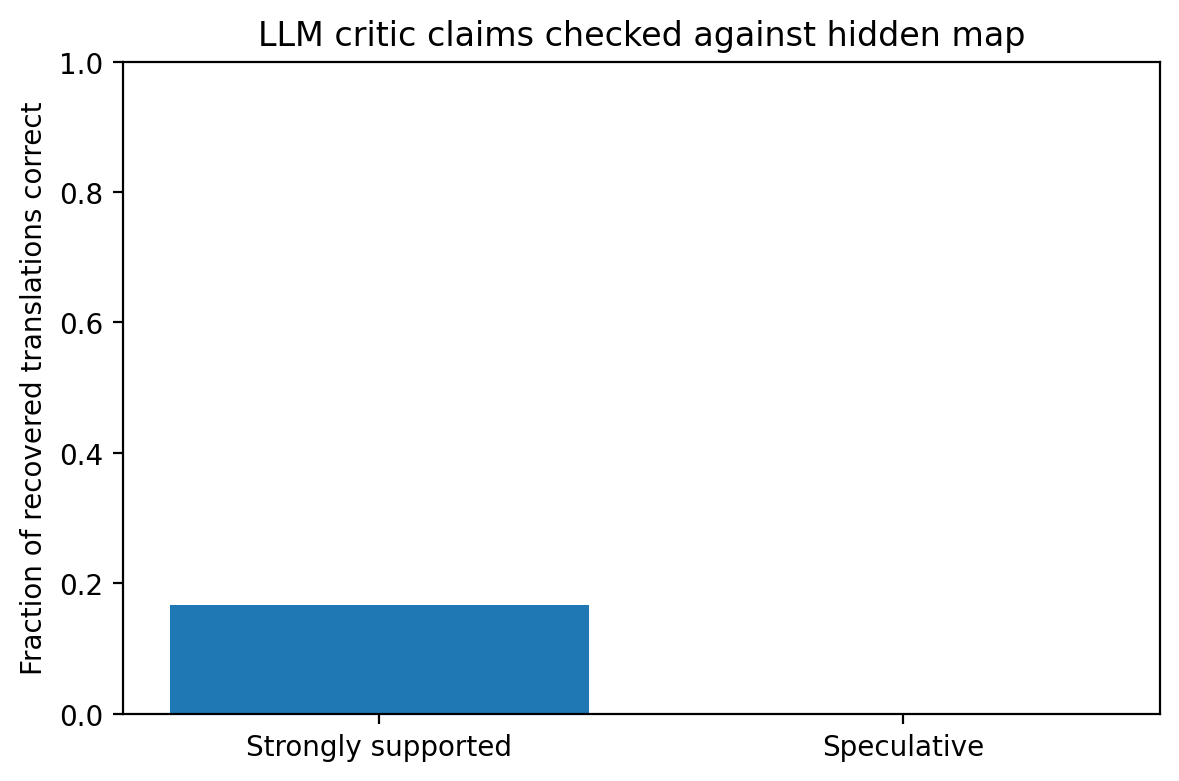 LLM critic claims checked against hidden map
Fraction of recovered translations correct
1.0
0.8
0.6
0.4
0.2
0.0
Strongly supported
Speculative